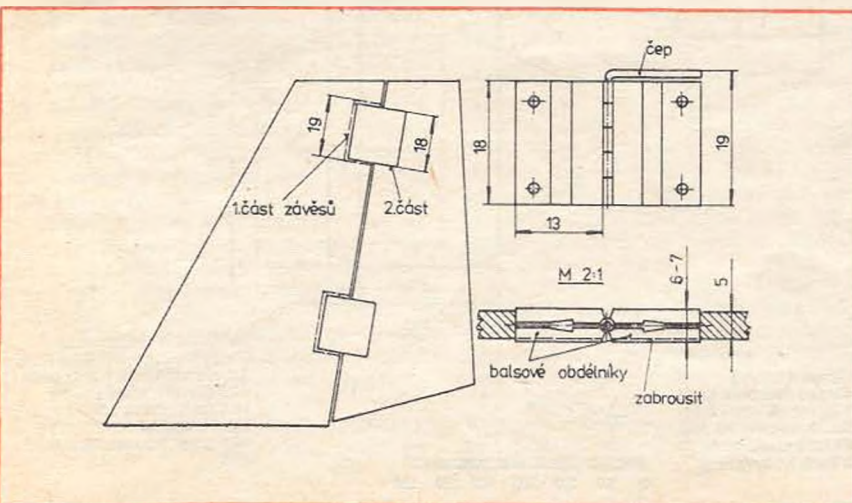 čep
19
18
1.část závěsů
2.část
18
19
13
M 2:1
6-7
5
balsové obdélníky
zabrousit